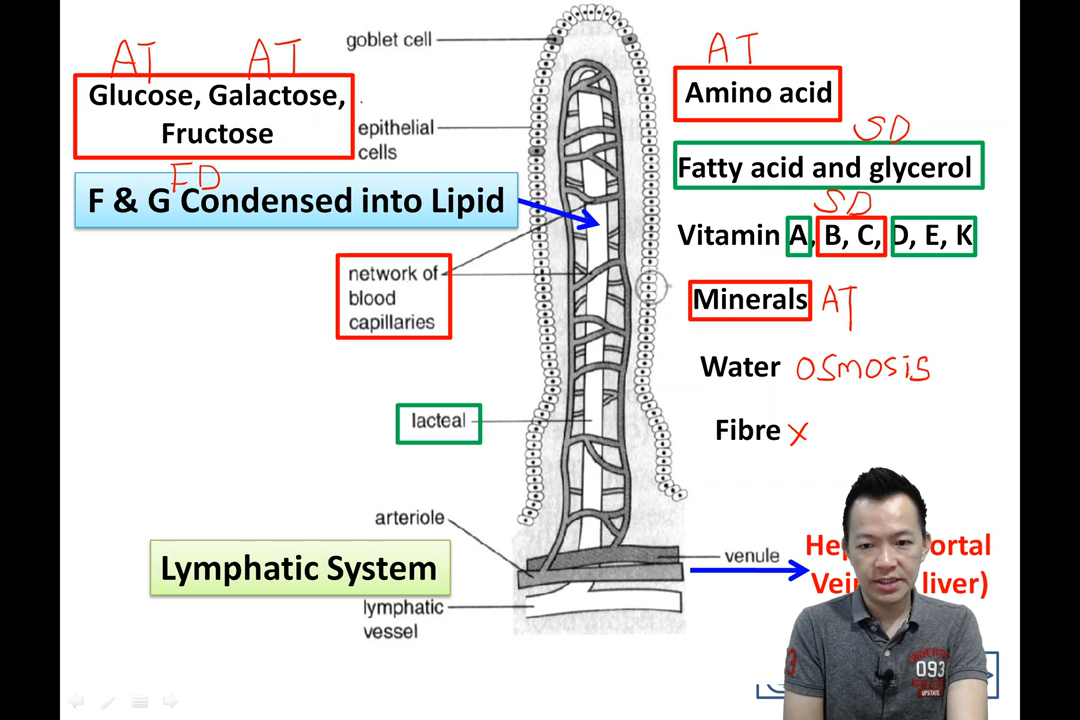 AT AT
Glucose, Galactose,
Fructose
FD
F & G Condensed into Lipid
goblet cell
epithelial
cells
network of
blood
capillaries
lacteal
arteriole
Lymphatic System
lymphatic
vessel
venule
AT
Amino acid
SD
Fatty acid and glycerol
SD
Vitamin A, B, C, D, E, K
Minerals AT
Water osmosis
Fibre x
liver)
093
UPSTATE